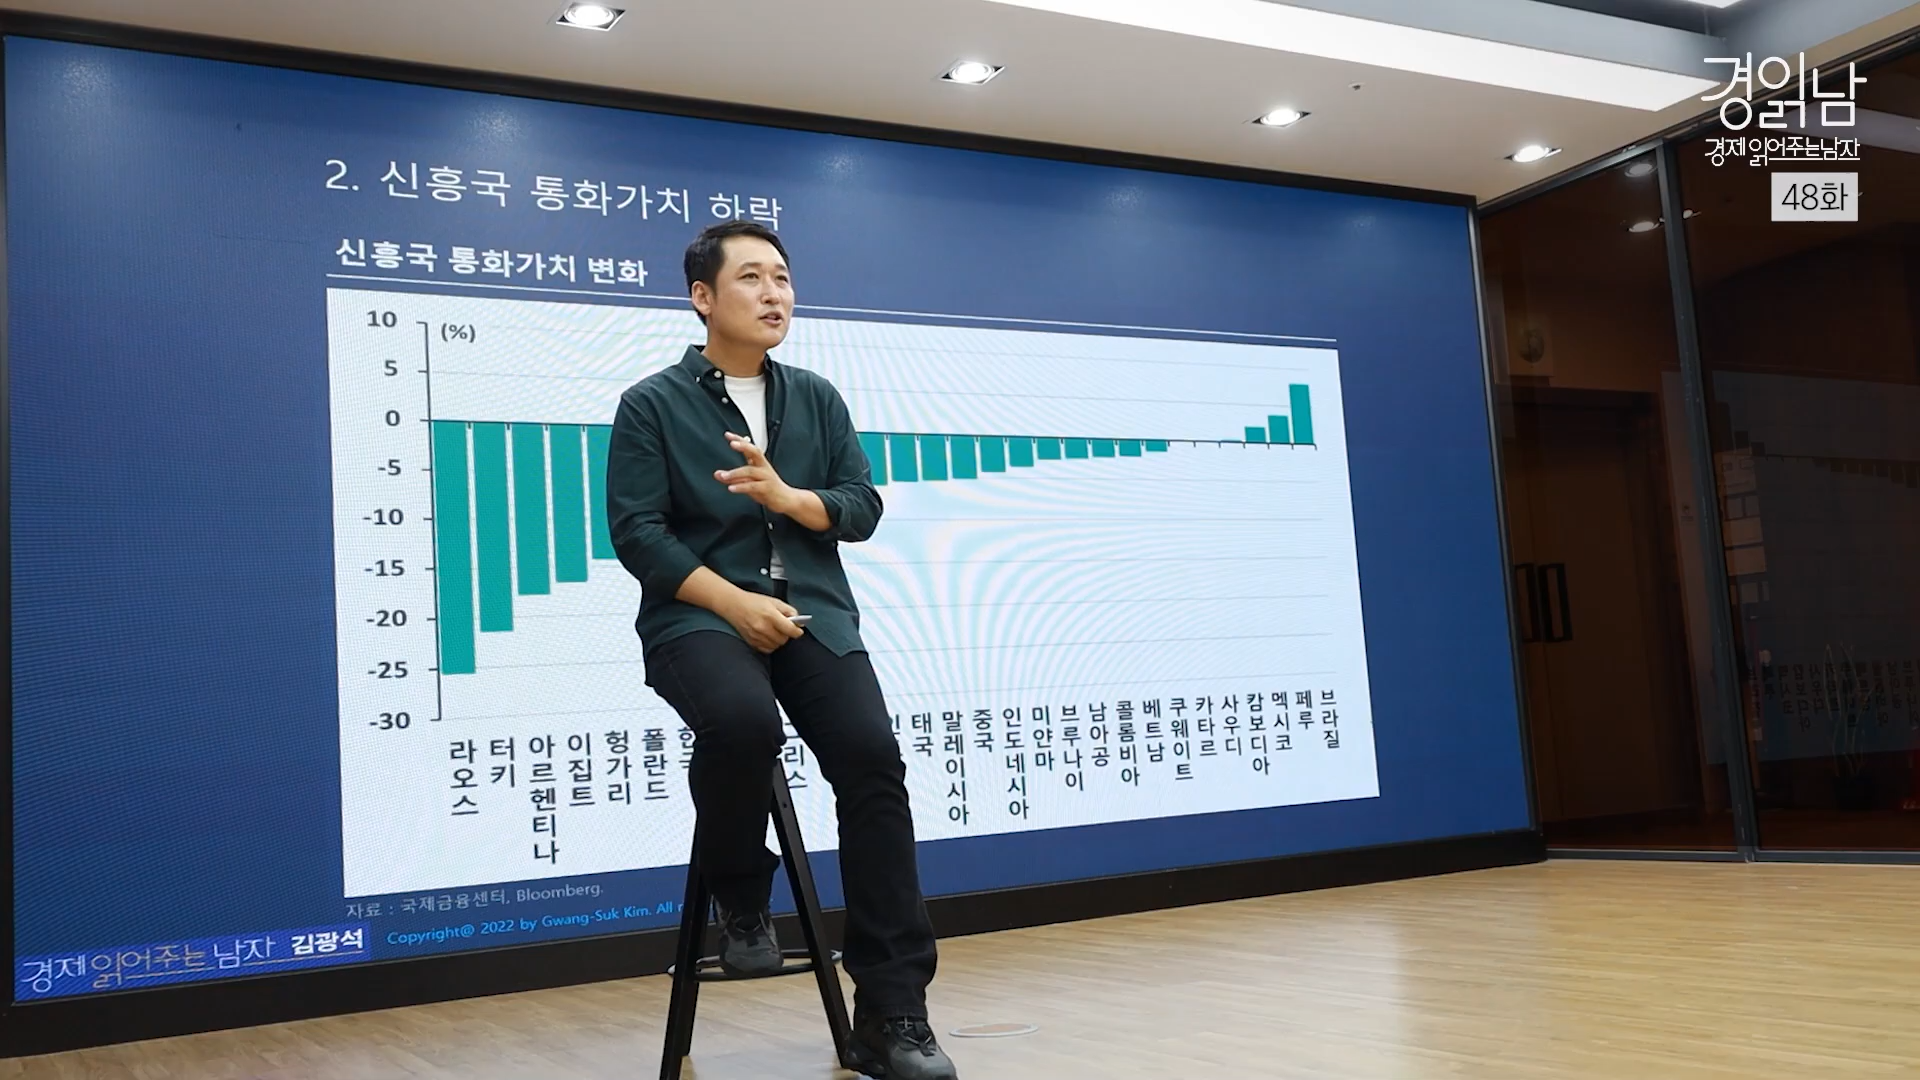 경읽남
경제 읽어주는남자
48화
2. 신흥국 통화가치 하락
신흥국 통화가치 변화
(%)
10
5
0
-5
-10
-15
-20
-25
-30
라오스
터키
아르헨티나
이집트
헝가리
폴란드
태국
말레이시아
중국
인도네시아
미얀마
브루나이
남아공
콜롬비아
베트남
쿠웨이트
카타르
사우디
캄보디아
멕시코
페루
브라질
자료 : 국제금융센터, Bloomberg.
Copyright@ 2022 by Gwang-Suk Kim. All
경제 읽어주는 남자 김광석